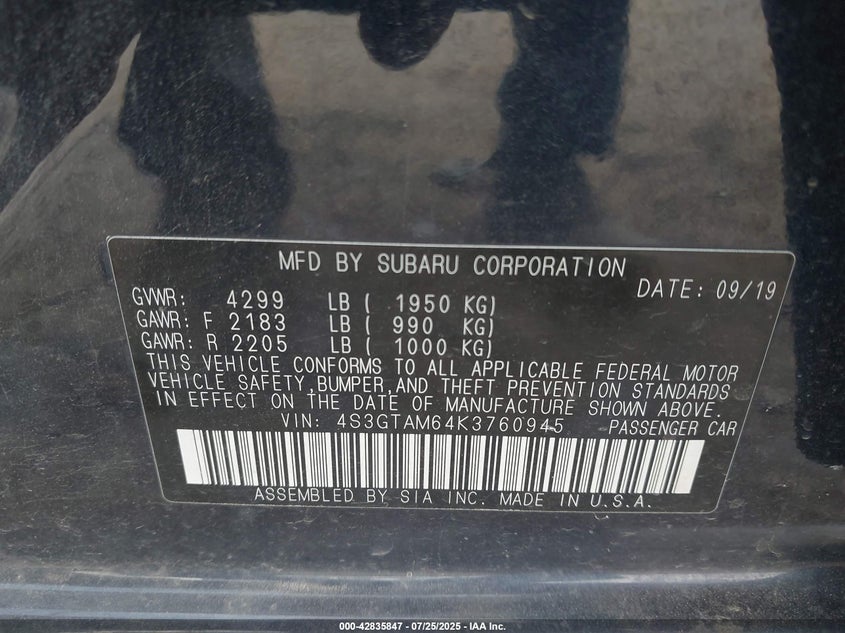 MFD BY SUBARU CORPORATION
DATE: 09/19
GVWR: 4299 LB ( 1950 KG)
GAWR: F 2183 LB ( 990 KG)
GAWR: R 2205 LB ( 1000 KG)
THIS VEHICLE CONFORMS TO ALL APPLICABLE FEDERAL MOTOR
VEHICLE SAFETY,BUMPER,AND THEFT PREVENTION STANDARDS
IN EFFECT ON THE DATE OF MANUFACTURE SHOWN ABOVE.
VIN: 4S3GTAM64K3760945 PASSENGER CAR
ASSEMBLED BY SIA INC. MADE IN U.S.A.
000-42835847 - 07/25/2025 - IAA Inc.